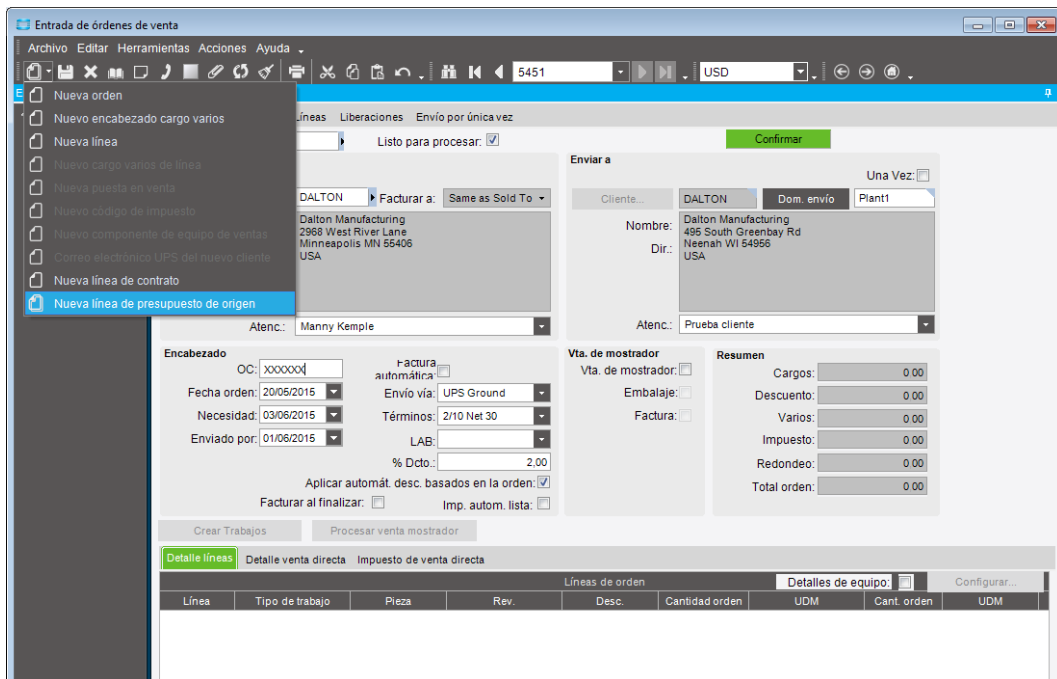 Entrada de órdenes de venta
Archivo Editar Herramientas Acciones Ayuda
5451 USD
E
Nueva orden
Nuevo encabezado cargo varios
Nueva línea
Nuevo cargo varios de línea
Nueva puesta en venta
Nuevo código de impuesto
Nuevo componente de equipo de ventas
Correo electrónico UPS del nuevo cliente
Nueva línea de contrato
Nueva línea de presupuesto de origen
Líneas Liberaciones Envío por única vez
Listo para procesar: Confirmar
DALTON Facturar a: Same as Sold To
Dalton Manufacturing
2968 West River Lane
Minneapolis MN 55406
USA
Atenc.: Manny Kemple
Enviar a
Una Vez:
Cliente... DALTON Dom. envío Plant1
Nombre: Dalton Manufacturing
495 South Greenbay Rd
Dir.: Neenah WI 54956
USA
Atenc.: Prueba cliente
Encabezado
OC: XXXXXX Factura automática:
Fecha orden: 20/05/2015 Envío vía: UPS Ground
Necesidad: 03/06/2015 Términos: 2/10 Net 30
Enviado por: 01/06/2015 LAB:
% Dcto.: 2,00
Aplicar automát. desc. basados en la orden:
Facturar al finalizar: Imp. autom. lista:
Vta. de mostrador
Vta. de mostrador:
Embalaje:
Factura:
Resumen
Cargos: 0.00
Descuento: 0.00
Varios: 0.00
Impuesto: 0.00
Redondeo: 0.00
Total orden: 0.00
Crear Trabajos Procesar venta mostrador
Detalle líneas Detalle venta directa Impuesto de venta directa
Líneas de orden Detalles de equipo: Configurar...
Línea Tipo de trabajo Pieza Rev. Desc. Cantidad orden UDM Cant. orden UDM